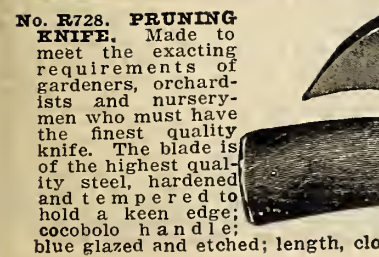 No. R728. PRUNING
KNIFE. Made to
meet the exacting
requirements of
gardeners, orchard-
ists and nursery-
men who must have
the finest quality
knife. The blade is
of the highest qual-
ity steel, hardened
and tempered to
hold a keen edge;
cocobolo handle;
blue glazed and etched; length, clo